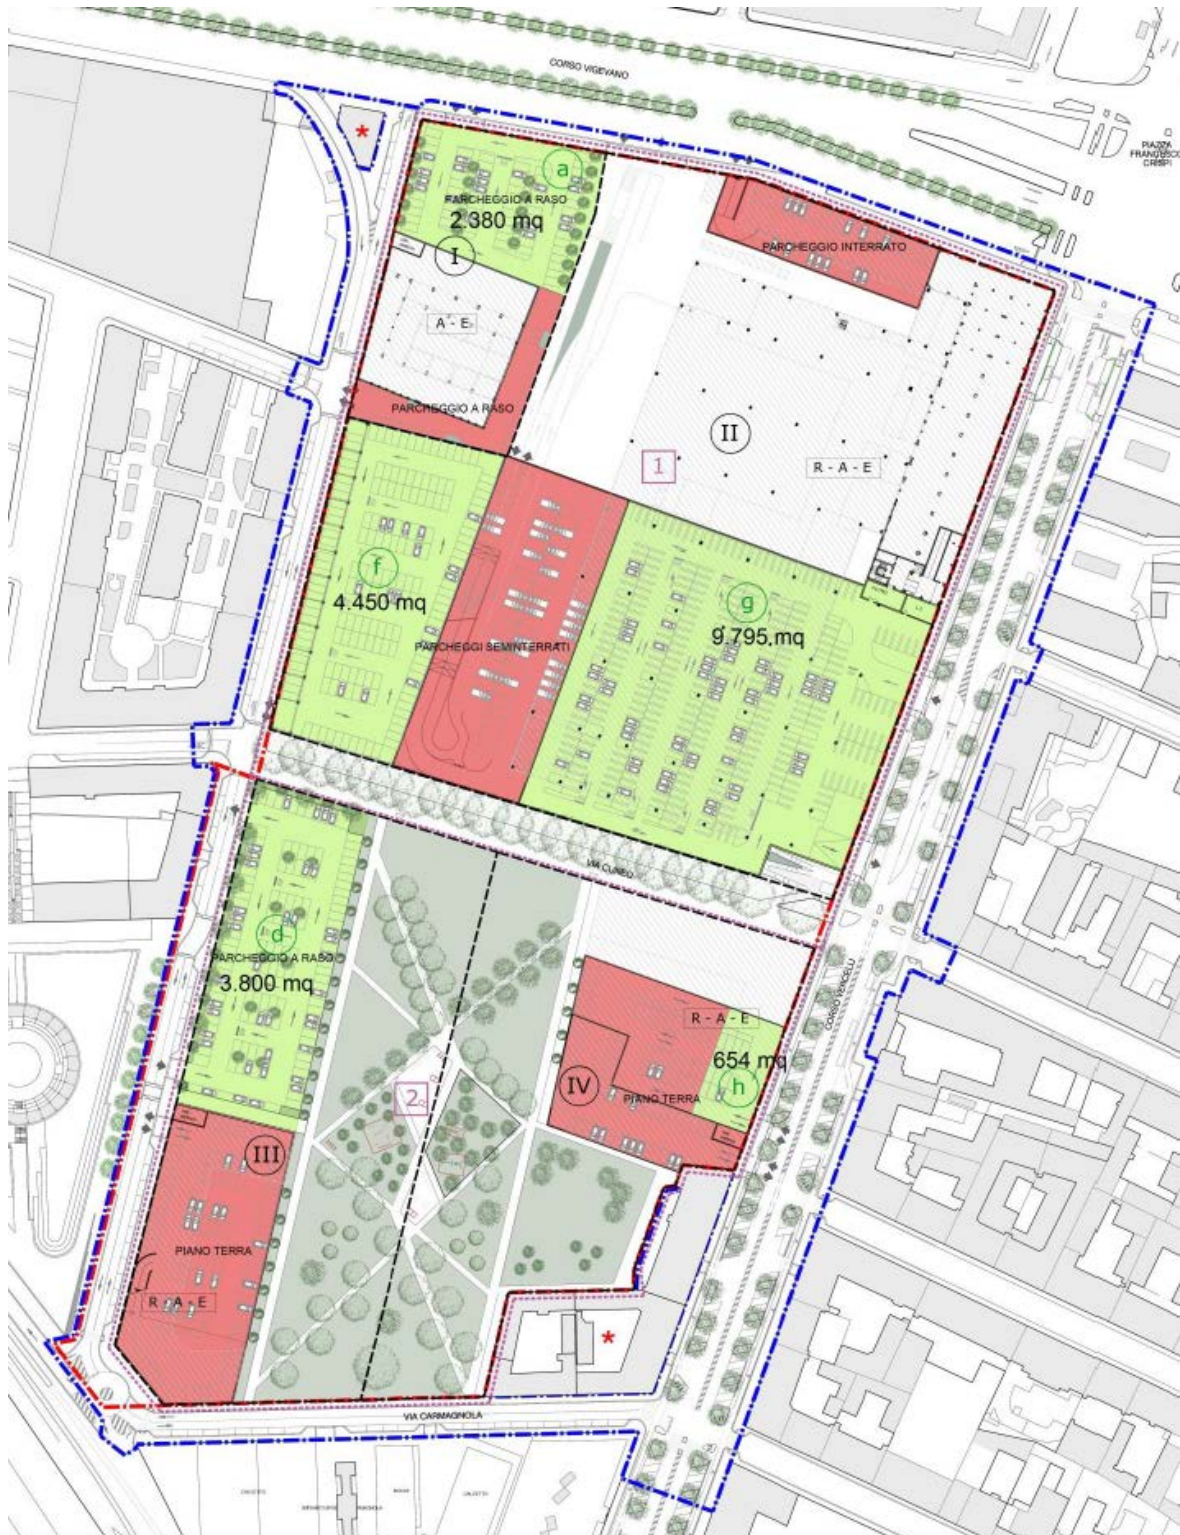 CORSO VIGEVANO
PIAZZA
FRANCESCO
CRISPI
*
a
PARCHEGGIO A RASO
2.380 mq
I
PARCHEGGIO INTERRATO
A - E
PARCHEGGIO A RASO
II
1
R - A - E
f
4.450 mq
g
9.795 mq
PARCHEGGI SEMINTERRATI
VIA CUNEO
d
PARCHEGGIO A RASO
3.800 mq
CORSO VERCELLI
R - A - E
654 mq
h
IV
PIANO TERRA
2
III
PIANO TERRA
R - A - E
*
VIA CARMAGNOLA